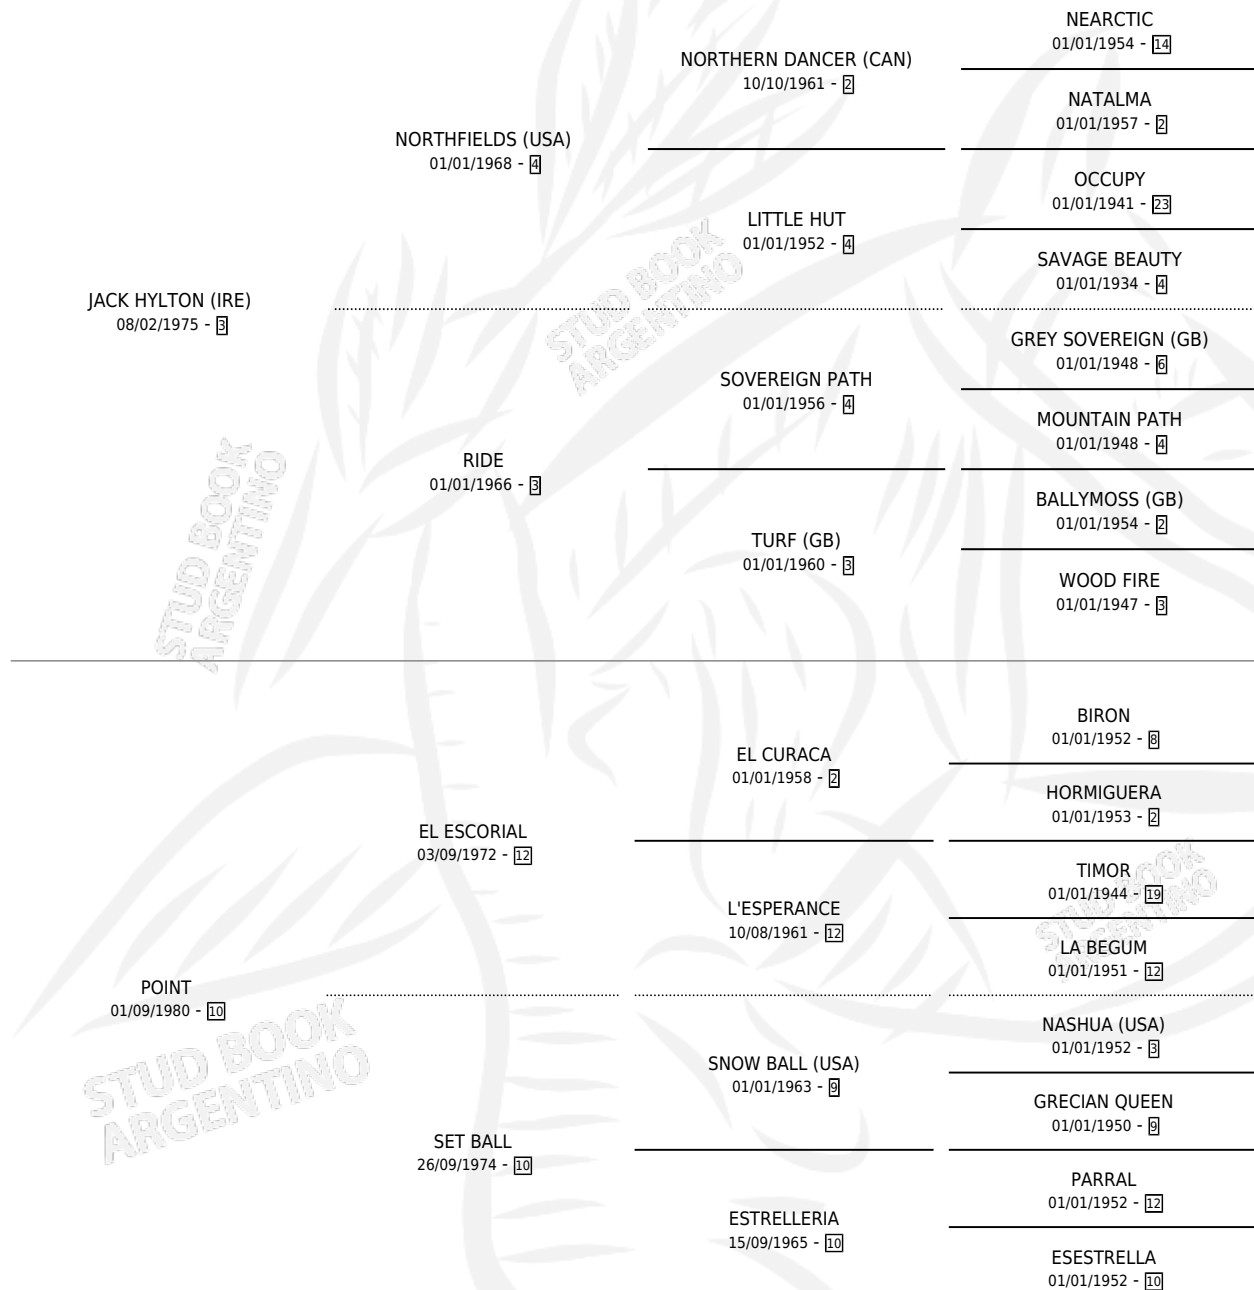 NEARCTIC
01/01/1954 - 14
NORTHERN DANCER (CAN)
10/10/1961 - 2
NATALMA
01/01/1957 - 2
NORTHFIELDS (USA)
01/01/1968 - 4
OCCUPY
01/01/1941 - 23
LITTLE HUT
01/01/1952 - 4
SAVAGE BEAUTY
01/01/1934 - 4
JACK HYLTON (IRE)
08/02/1975 - 3
GREY SOVEREIGN (GB)
01/01/1948 - 6
SOVEREIGN PATH
01/01/1956 - 4
MOUNTAIN PATH
01/01/1948 - 4
RIDE
01/01/1966 - 3
BALLYMOSS (GB)
01/01/1954 - 2
TURF (GB)
01/01/1960 - 3
WOOD FIRE
01/01/1947 - 3
BIRON
01/01/1952 - 8
EL CURACA
01/01/1958 - 2
HORMIGUERA
01/01/1953 - 2
EL ESCORIAL
03/09/1972 - 12
TIMOR
01/01/1944 - 19
L'ESPERANCE
10/08/1961 - 12
LA BEGUM
01/01/1951 - 12
POINT
01/09/1980 - 10
NASHUA (USA)
01/01/1952 - 3
SNOW BALL (USA)
01/01/1963 - 9
GRECIAN QUEEN
01/01/1950 - 9
SET BALL
26/09/1974 - 10
PARRAL
01/01/1952 - 12
ESTRELLERIA
15/09/1965 - 10
ESESTRELLA
01/01/1952 - 10
STUD BOOK
ARGENTINO
STUD BOOK
ARGENTINO
STUD BOOK
ARGENTINO
STUD BOOK
ARGENTINO